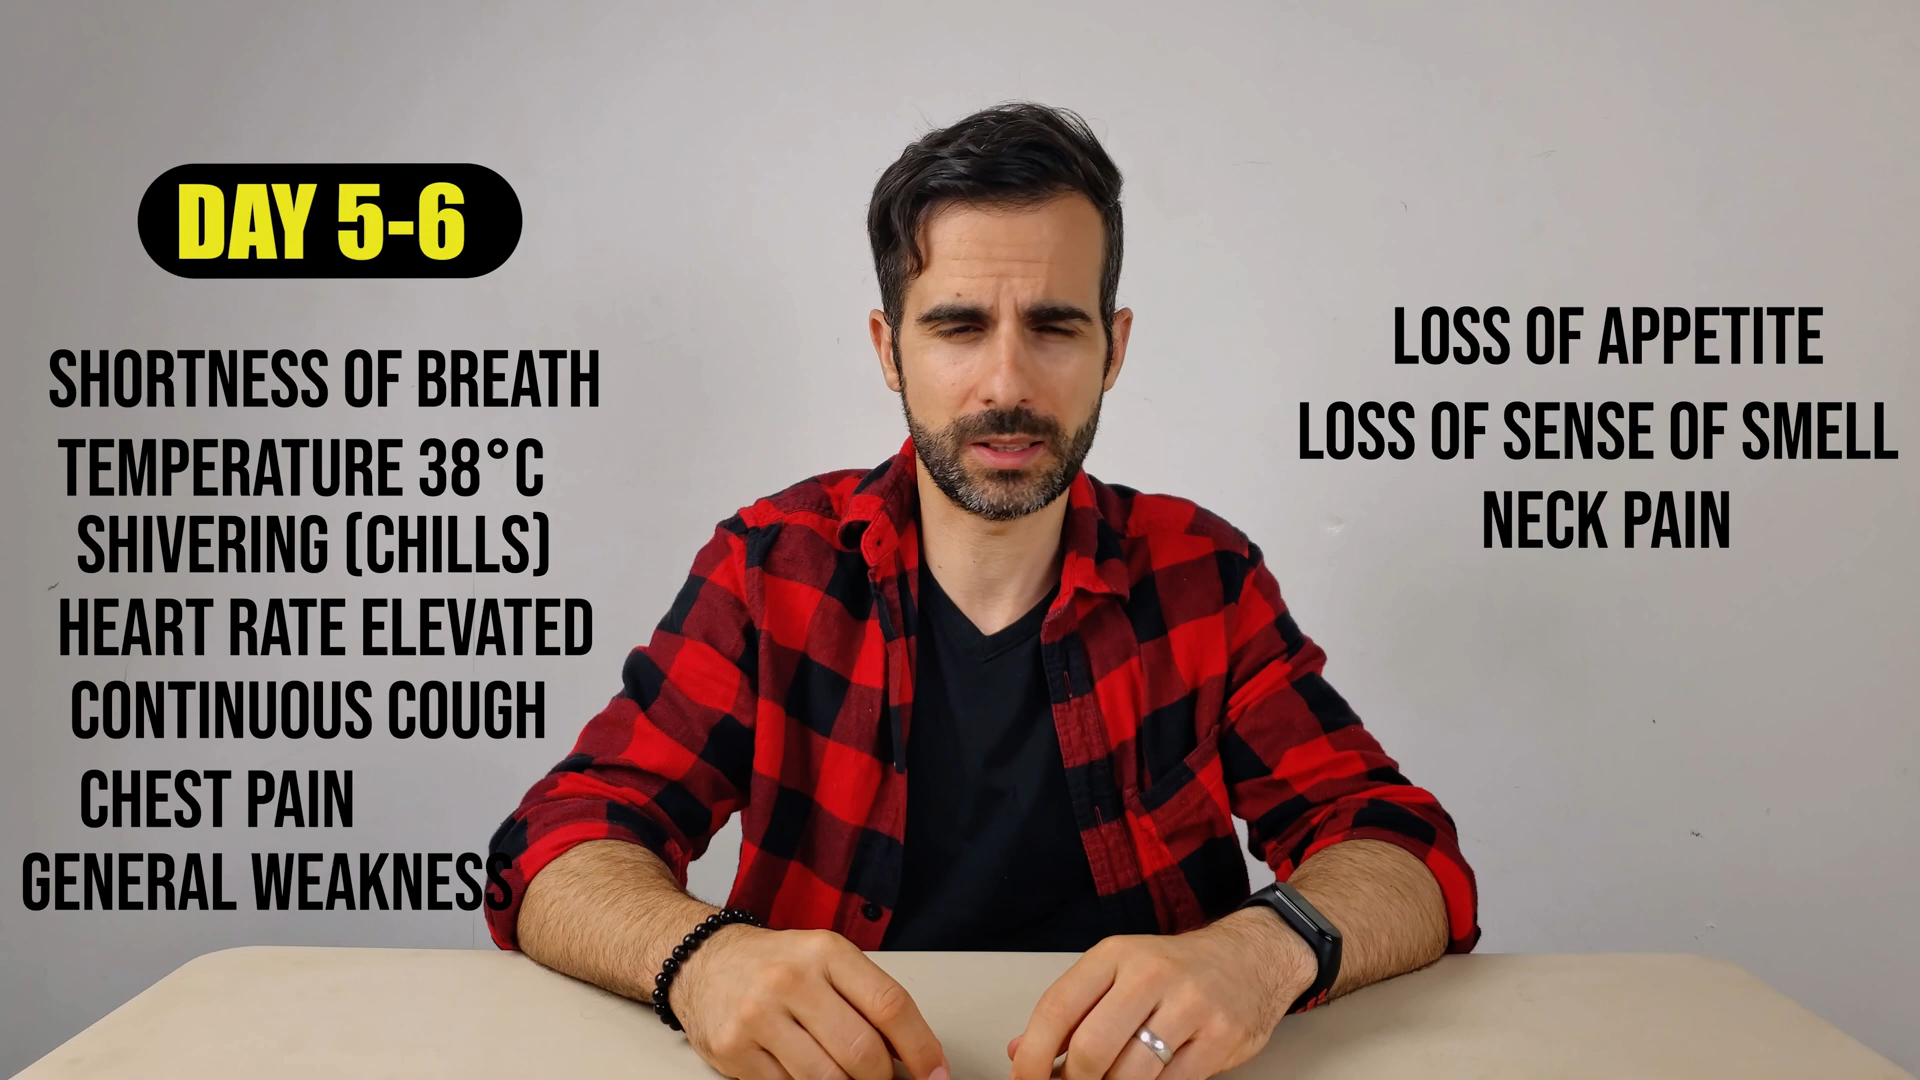 DAY 5-6
SHORTNESS OF BREATH
TEMPERATURE 38°C
SHIVERING (CHILLS)
HEART RATE ELEVATED
CONTINUOUS COUGH
CHEST PAIN
GENERAL WEAKNESS
LOSS OF APPETITE
LOSS OF SENSE OF SMELL
NECK PAIN